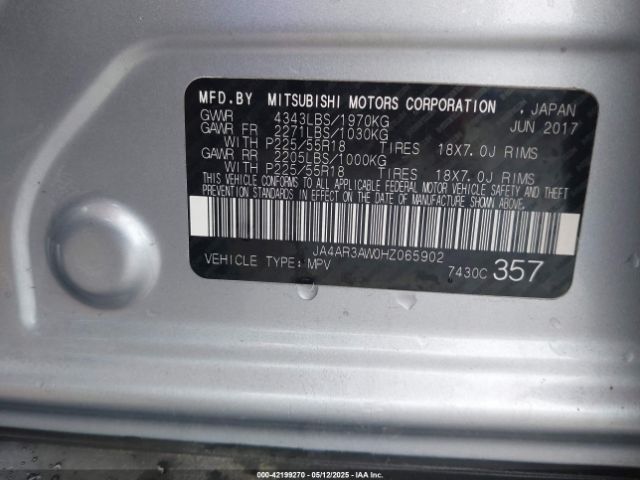 MFD.BY MITSUBISHI MOTORS CORPORATION , JAPAN
GVWR 4343LBS/1970KG JUN 2017
GAWR FR 2271LBS/1030KG
WITH P225/55R18 TIRES 18X7.0J RIMS
GAWR RR 2205LBS/1000KG
WITH P225/55R18 TIRES 18X7.0J RIMS
THIS VEHICLE CONFORMS TO ALL APPLICABLE FEDERAL MOTOR VEHICLE SAFETY AND THEFT
PREVENTION STANDARDS IN EFFECT ON THE DATE OF MANUFACTURE SHOWN ABOVE.
JA4AR3AW0HZ065902
VEHICLE TYPE:MPV 7430C 357
000-42199270 - 05/12/2025 - IAA Inc.